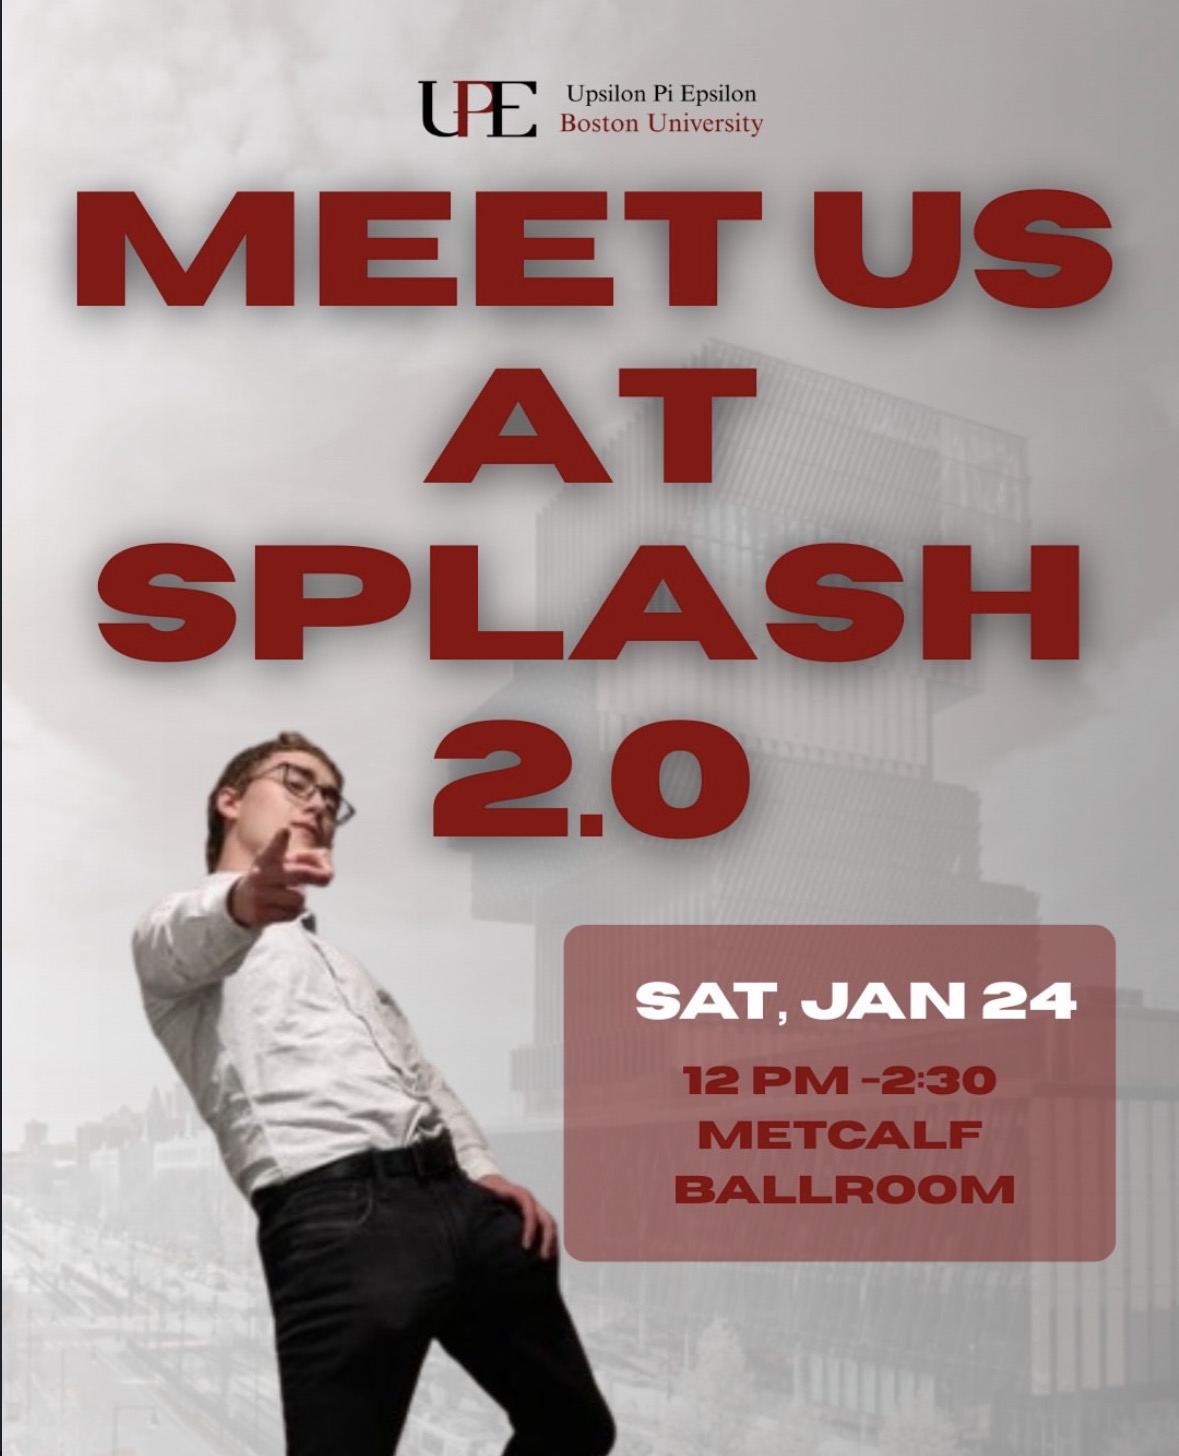 UPE
Upsilon Pi Epsilon
Boston University
MEET US
AT
SPLASH
2.0
SAT, JAN 24
12 PM -2:30
METCALF
BALLROOM